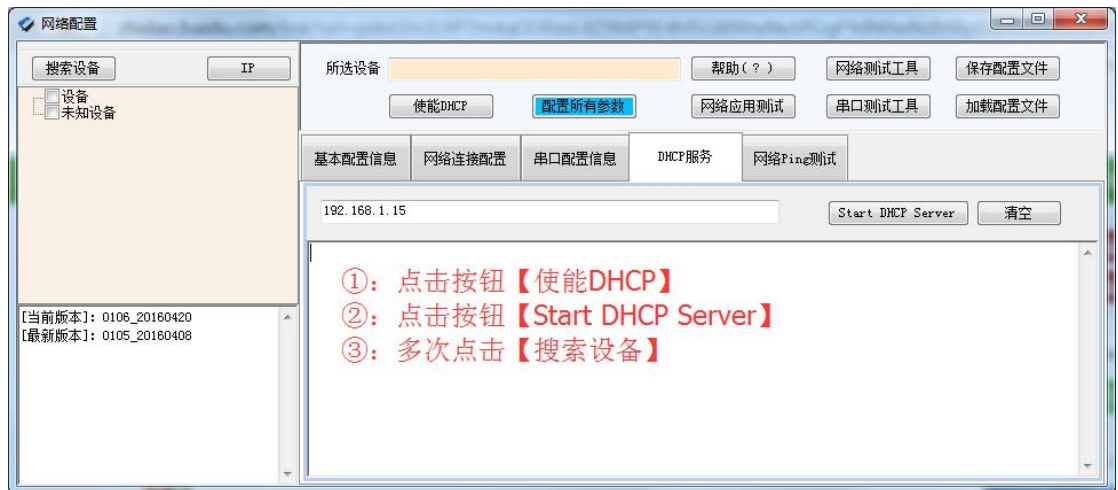 网络配置
搜索设备
IP
设备
未知设备
[当前版本]: 0106_20160420
[最新版本]: 0105_20160408
所选设备
帮助(?)
网络测试工具
保存配置文件
使能DHCP
配置所有参数
网络应用测试
串口测试工具
加载配置文件
基本配置信息
网络连接配置
串口配置信息
DHCP服务
网络Ping测试
192.168.1.15
Start DHCP Server
清空
①：点击按钮【使能DHCP】
②：点击按钮【Start DHCP Server】
③：多次点击【搜索设备】